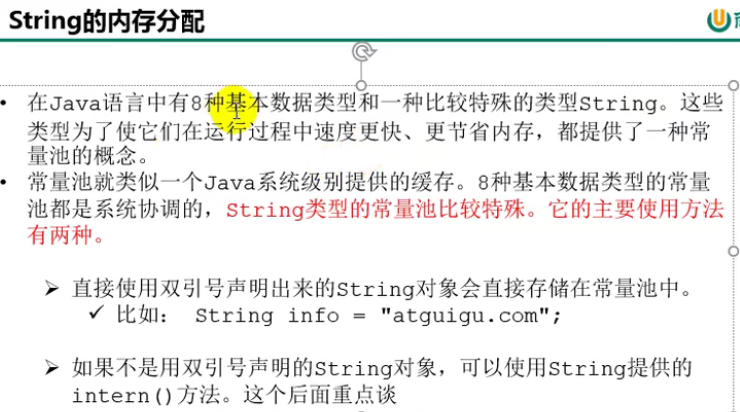 String的内存分配
• 在Java语言中有8种基本数据类型和一种比较特殊的类型String。这些
类型为了使它们在运行过程中速度更快、更节省内存，都提供了一种常
量池的概念。
• 常量池就类似一个Java系统级别提供的缓存。8种基本数据类型的常量
池都是系统协调的，String类型的常量池比较特殊。它的主要使用方法
有两种。
➢ 直接使用双引号声明出来的String对象会直接存储在常量池中。
✓ 比如： String info = "atguigu.com";
➢ 如果不是用双引号声明的String对象，可以使用String提供的
intern()方法。这个后面重点谈